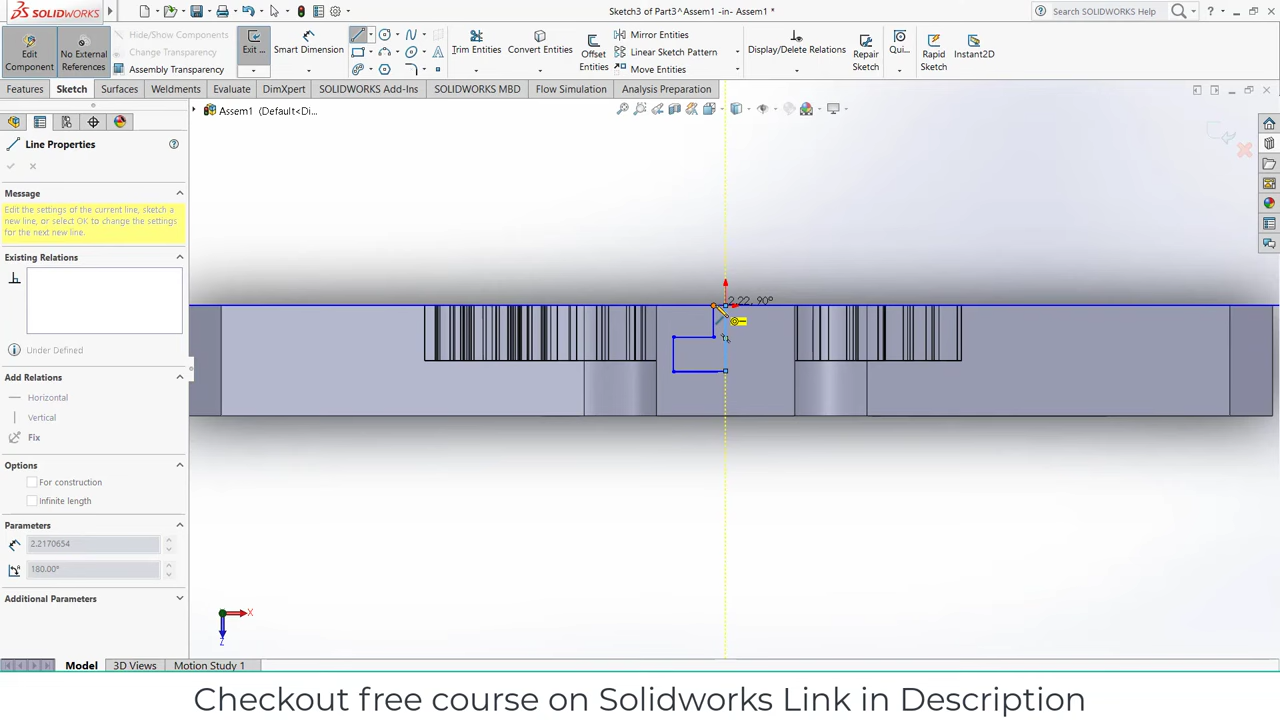 SOLIDWORKS
Sketch3 of Part3^Assem1 -in- Assem1 *
Search SOLIDWORKS Help
Edit Component
No External References
Hide/Show Components
Change Transparency
Assembly Transparency
Exit ...
Smart Dimension
Trim Entities
Convert Entities
Offset Entities
Mirror Entities
Linear Sketch Pattern
Move Entities
Display/Delete Relations
Repair Sketch
Qui...
Rapid Sketch
Instant2D
Features
Sketch
Surfaces
Weldments
Evaluate
DimXpert
SOLIDWORKS Add-Ins
SOLIDWORKS MBD
Flow Simulation
Analysis Preparation
Assem1 (Default<Di...
Line Properties
Message
Edit the settings of the current line, sketch a
new line, or select OK to change the settings
for the next new line.
Existing Relations
Under Defined
Add Relations
Horizontal
Vertical
Fix
Options
For construction
Infinite length
Parameters
2.2170654
180.00°
Additional Parameters
2.22, 90°
X
Z
Model
3D Views
Motion Study 1
Checkout free course on Solidworks Link in Description